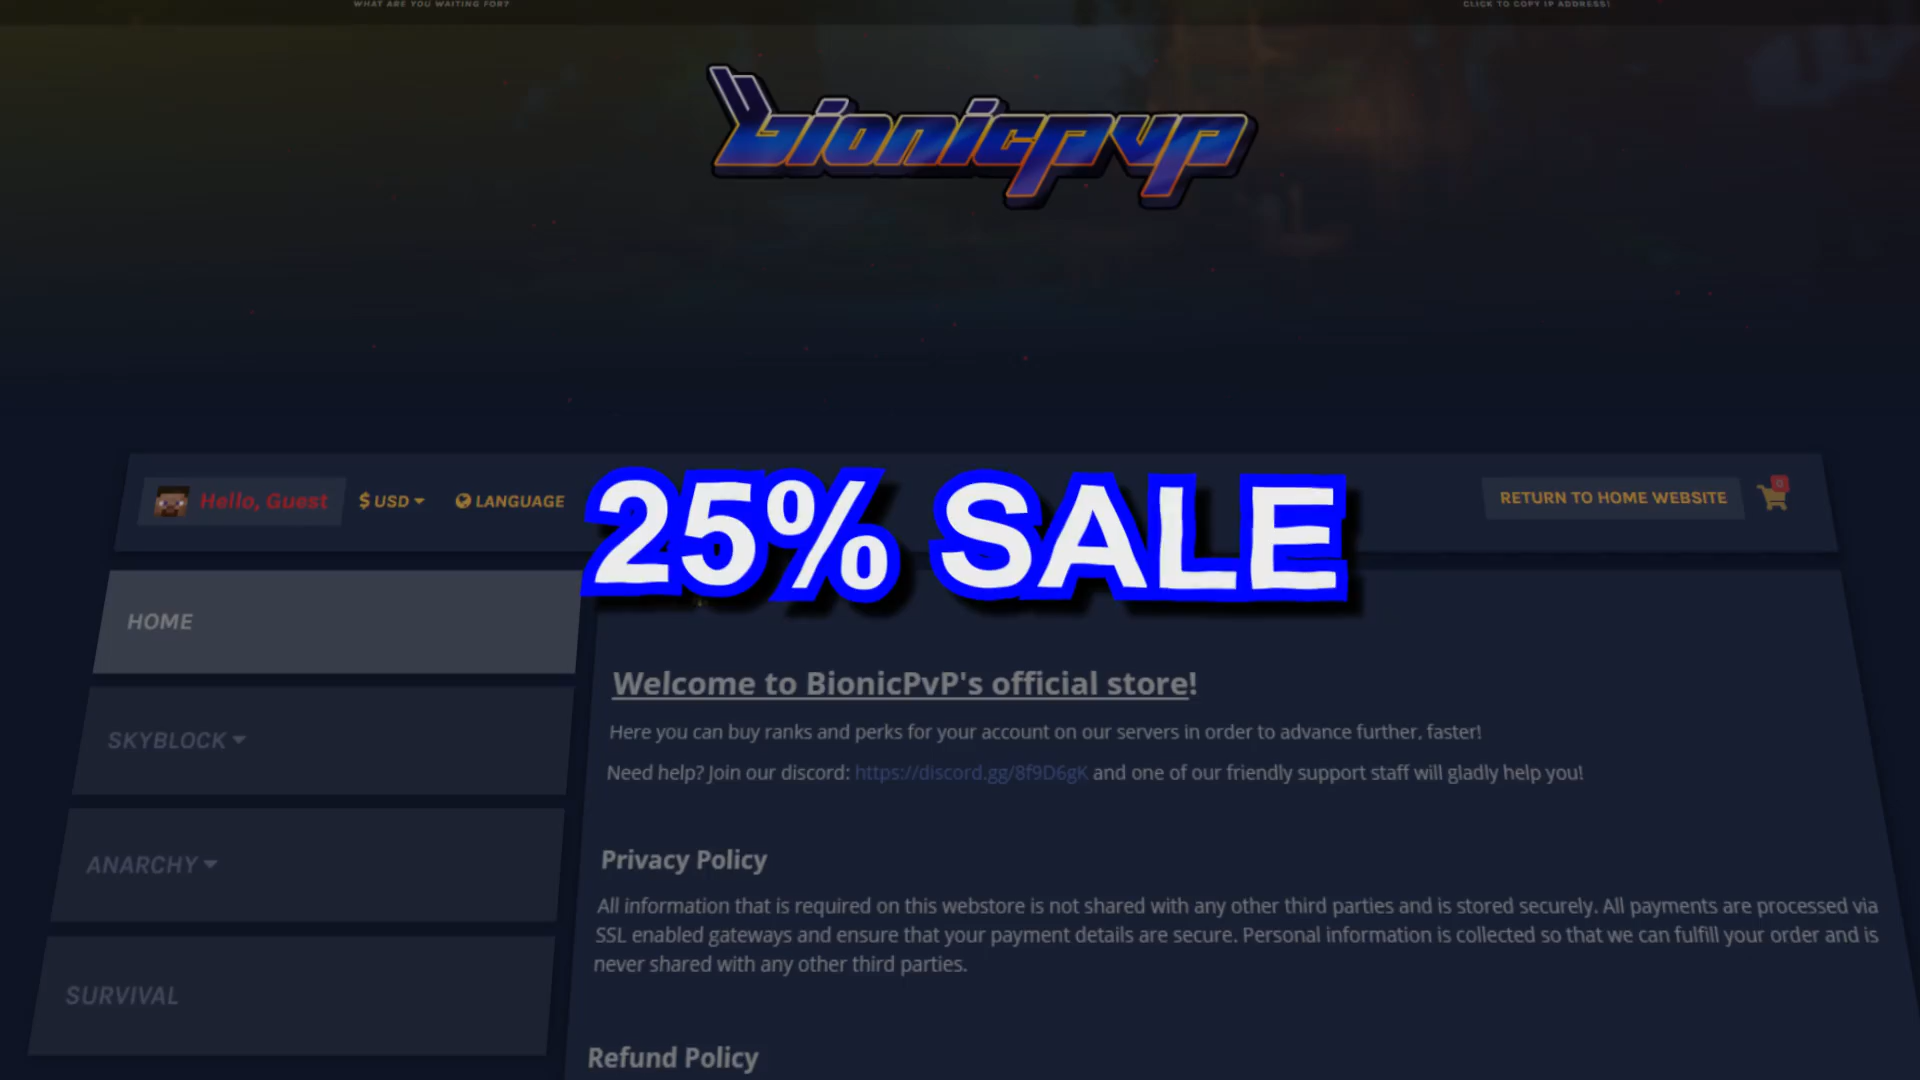 WHAT ARE YOU WAITING FOR?
CLICK TO COPY IP ADDRESS!
bionicpvp
Hello, Guest
$ USD
LANGUAGE
25% SALE
RETURN TO HOME WEBSITE
0
HOME
SKYBLOCK
ANARCHY
SURVIVAL
Welcome to BionicPvP's official store!
Here you can buy ranks and perks for your account on our servers in order to advance further, faster!
Need help? Join our discord: https://discord.gg/8f9D6gK and one of our friendly support staff will gladly help you!
Privacy Policy
All information that is required on this webstore is not shared with any other third parties and is stored securely. All payments are processed via
SSL enabled gateways and ensure that your payment details are secure. Personal information is collected so that we can fulfill your order and is
never shared with any other third parties.
Refund Policy